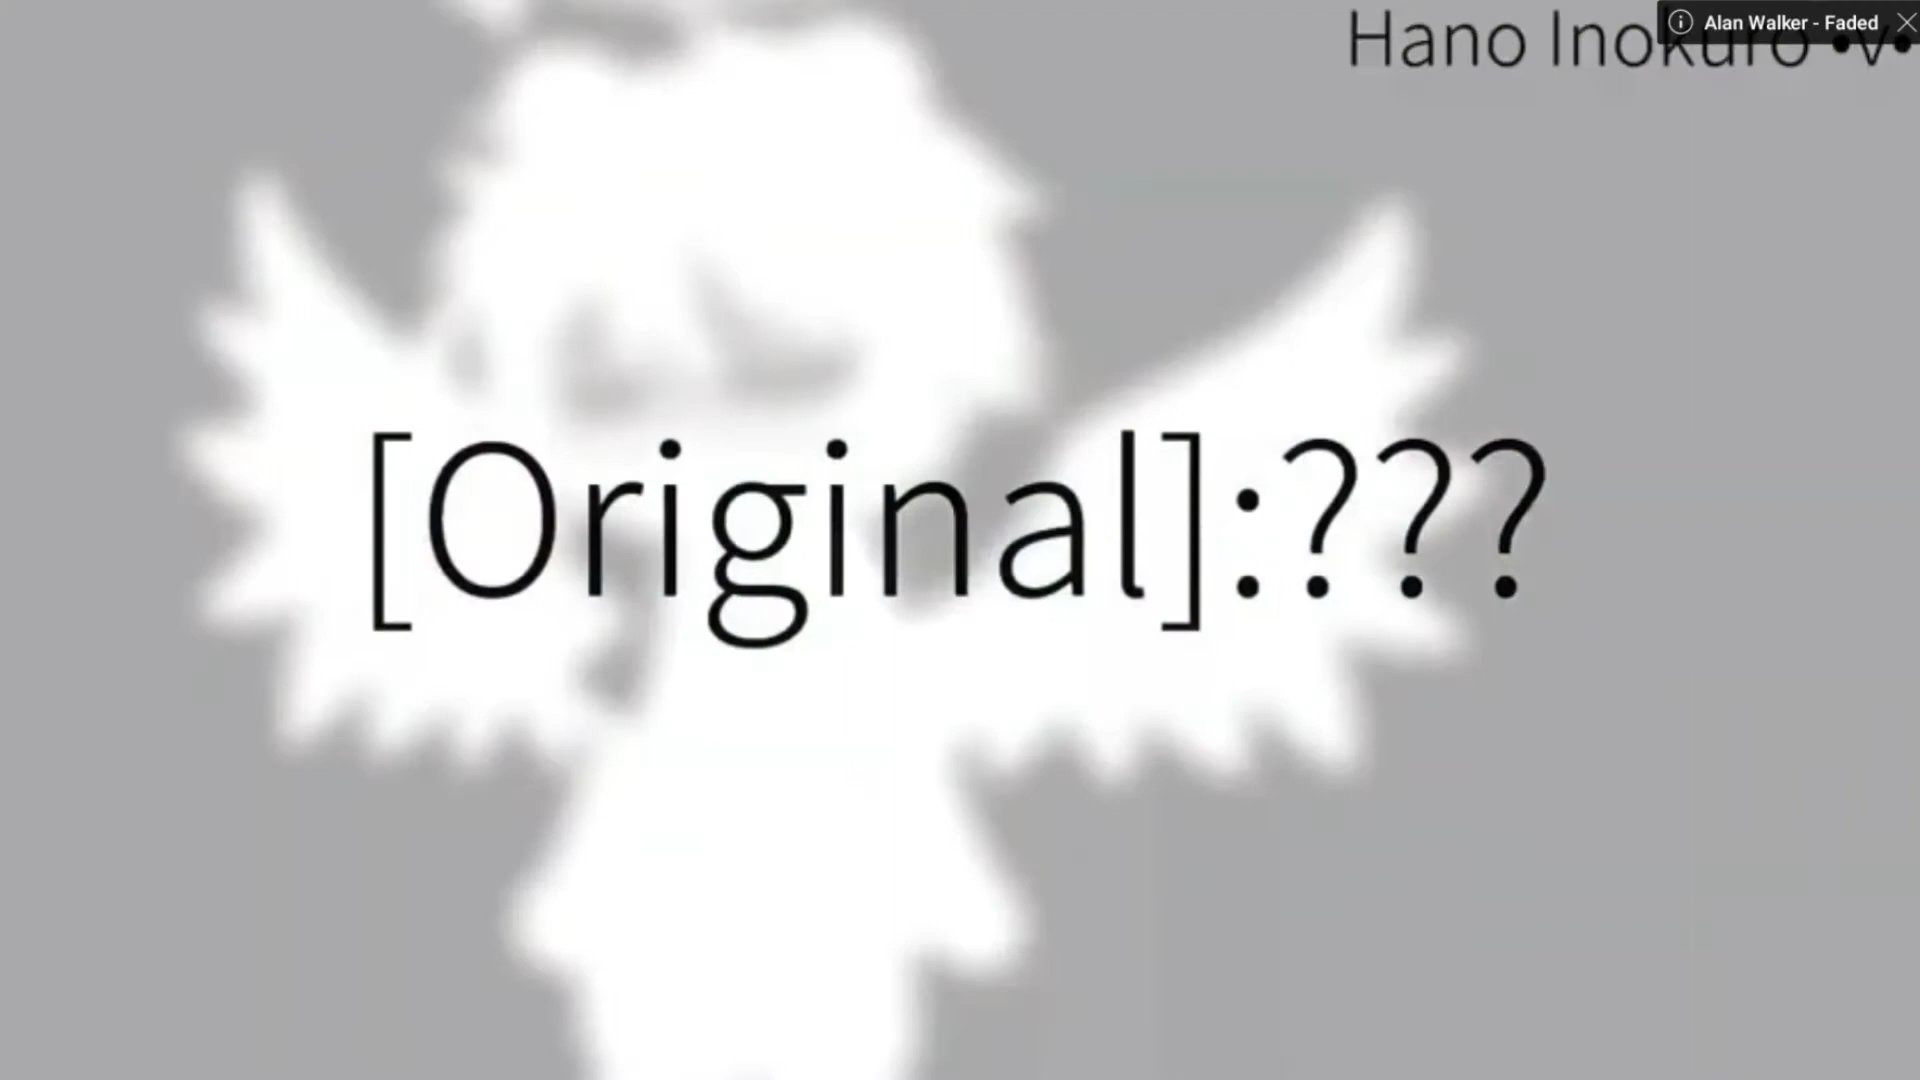 Alan Walker - Faded
Hano Inokuro •v•
[Original]:???